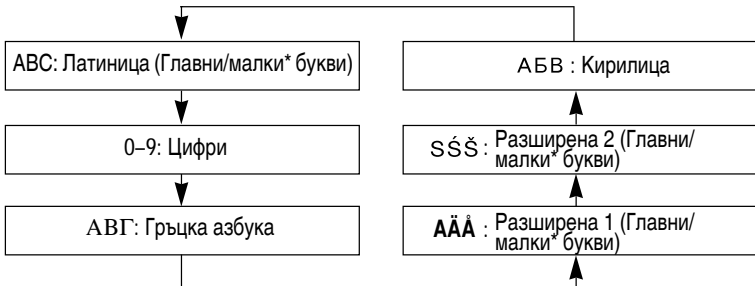 ABC: Латиница (Главни/малки* букви)
0–9: Цифри
ΑΒΓ: Гръцка азбука
АБВ : Кирилица
SŚŠ : Разширена 2 (Главни/
малки* букви)
AÄÅ : Разширена 1 (Главни/
малки* букви)